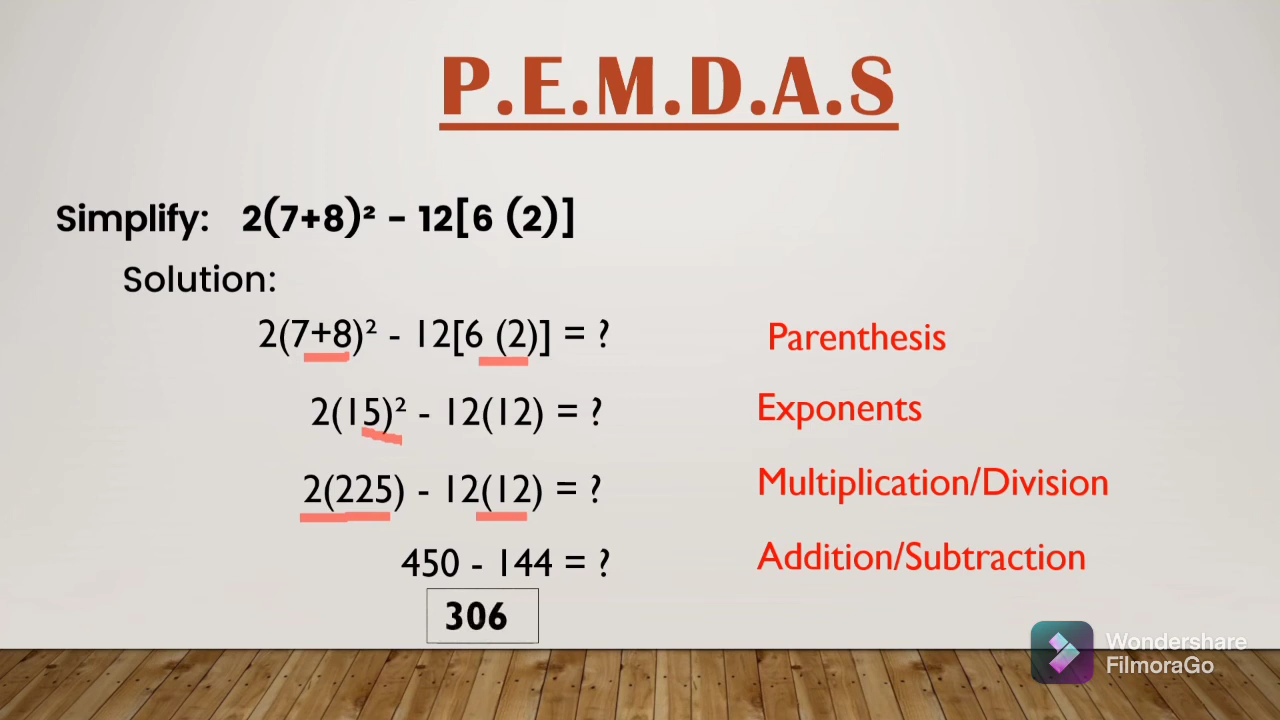 P.E.M.D.A.S
Simplify: 2(7+8)² - 12[6 (2)]
Solution:
2(7+8)² - 12[6 (2)] = ? Parenthesis
2(15)² - 12(12) = ? Exponents
2(225) - 12(12) = ? Multiplication/Division
450 - 144 = ? Addition/Subtraction
306
Wondershare
FilmoraGo